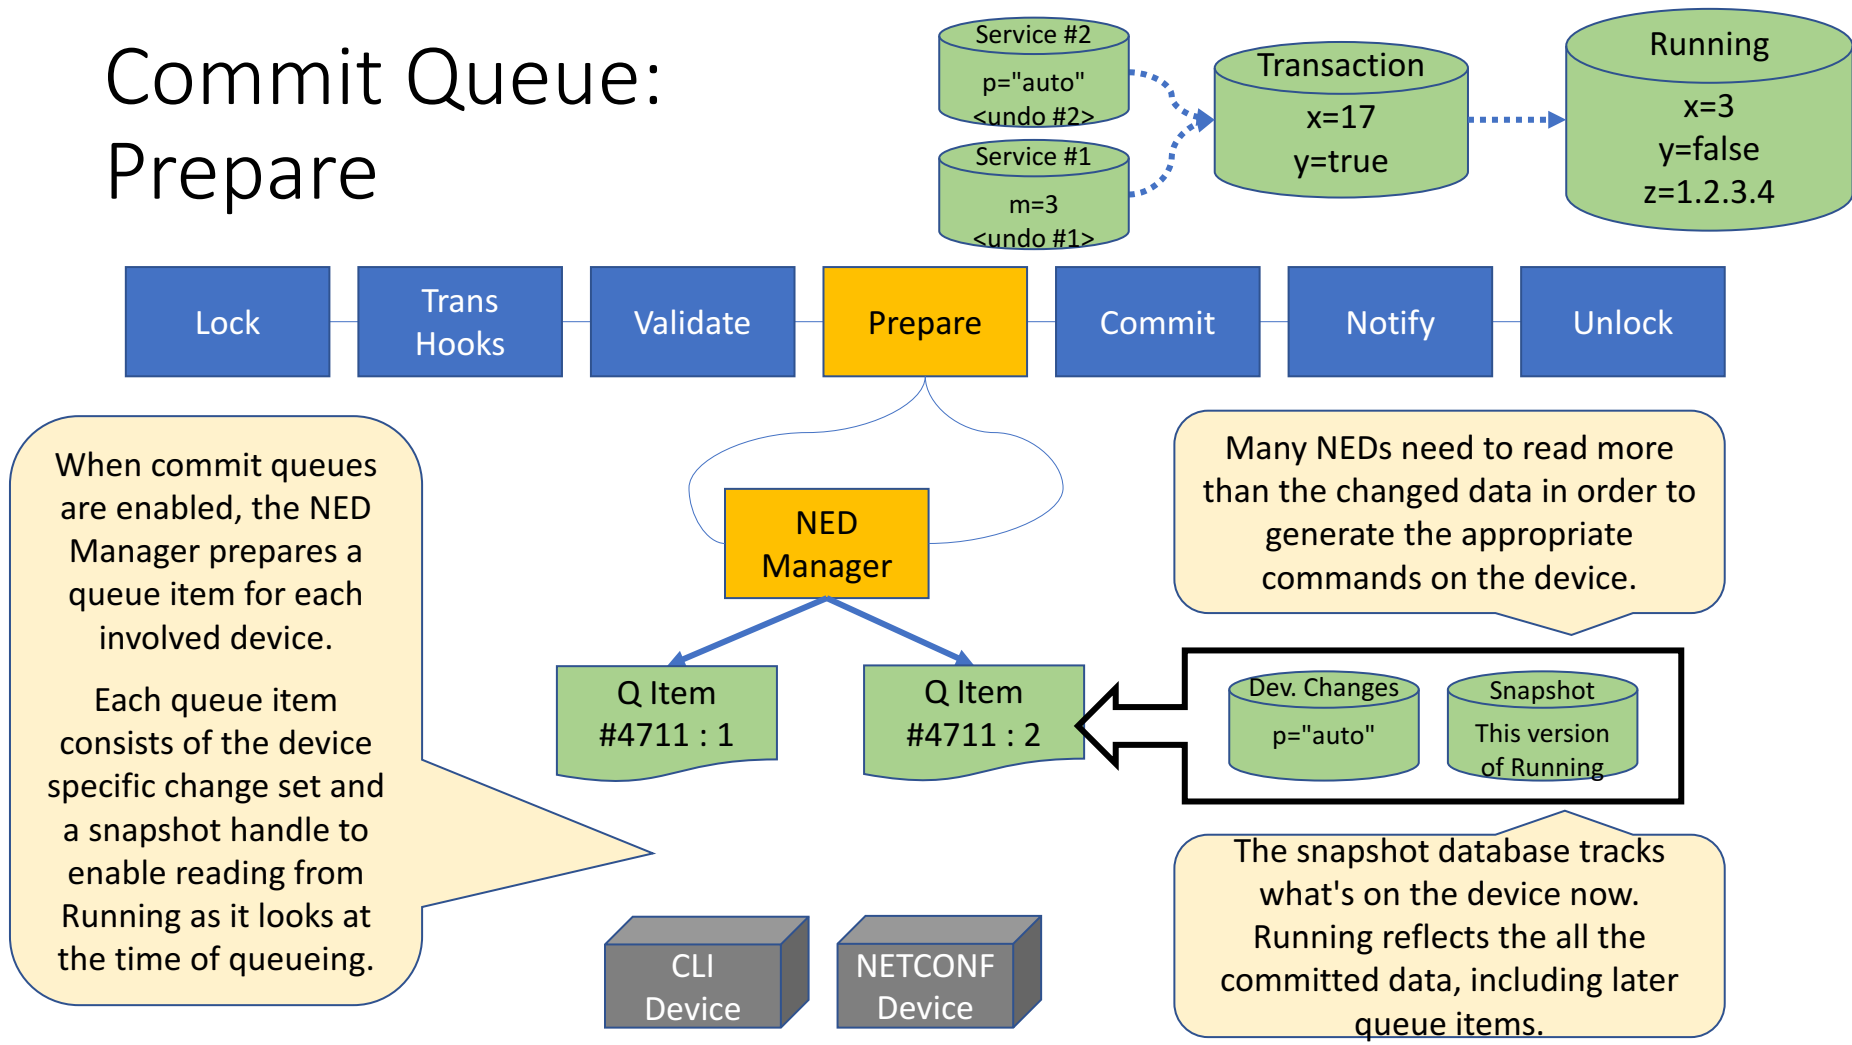 Commit Queue:
Prepare
Service #2
p="auto"
<undo #2>
Service #1
m=3
<undo #1>
Transaction
x=17
y=true
Running
x=3
y=false
z=1.2.3.4
Lock
Trans
Hooks
Validate
Prepare
Commit
Notify
Unlock
When commit queues
are enabled, the NED
Manager prepares a
queue item for each
involved device.
Each queue item
consists of the device
specific change set and
a snapshot handle to
enable reading from
Running as it looks at
the time of queueing.
NED
Manager
Many NEDs need to read more
than the changed data in order to
generate the appropriate
commands on the device.
Q Item
#4711 : 1
Q Item
#4711 : 2
Dev. Changes
p="auto"
Snapshot
This version
of Running
The snapshot database tracks
what's on the device now.
Running reflects the all the
committed data, including later
queue items.
CLI
Device
NETCONF
Device